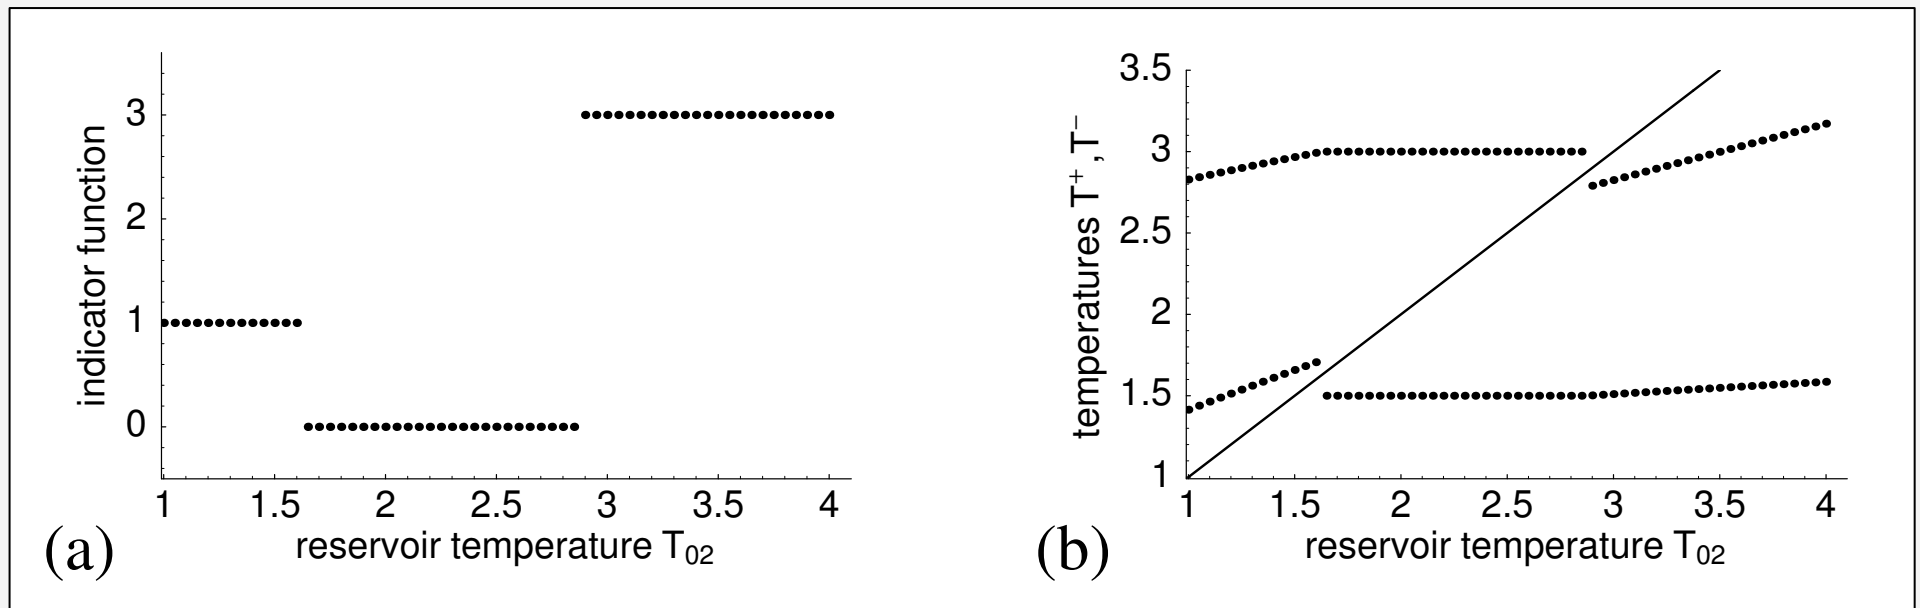 indicator function
3
2
1
0
1 1.5 2 2.5 3 3.5 4
reservoir temperature T₀₂
(a)
temperatures T⁺,T⁻
3.5
3
2.5
2
1.5
1
1 1.5 2 2.5 3 3.5 4
reservoir temperature T₀₂
(b)